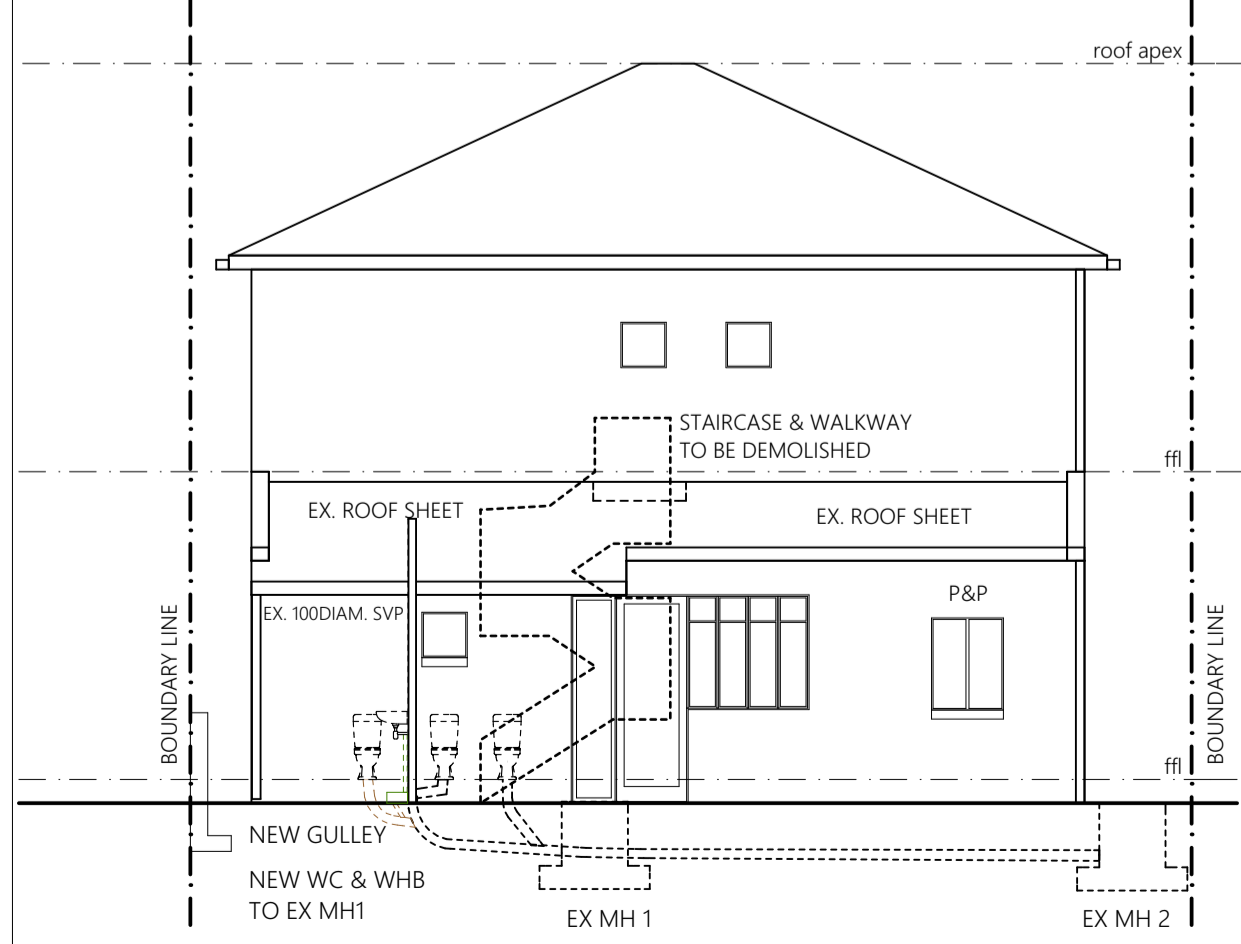 roof apex
STAIRCASE & WALKWAY
TO BE DEMOLISHED
ffl
EX. ROOF SHEET
EX. ROOF SHEET
P&P
EX. 100DIAM. SVP
BOUNDARY LINE
BOUNDARY LINE
ffl
NEW GULLEY
NEW WC & WHB
TO EX MH1
EX MH 1
EX MH 2